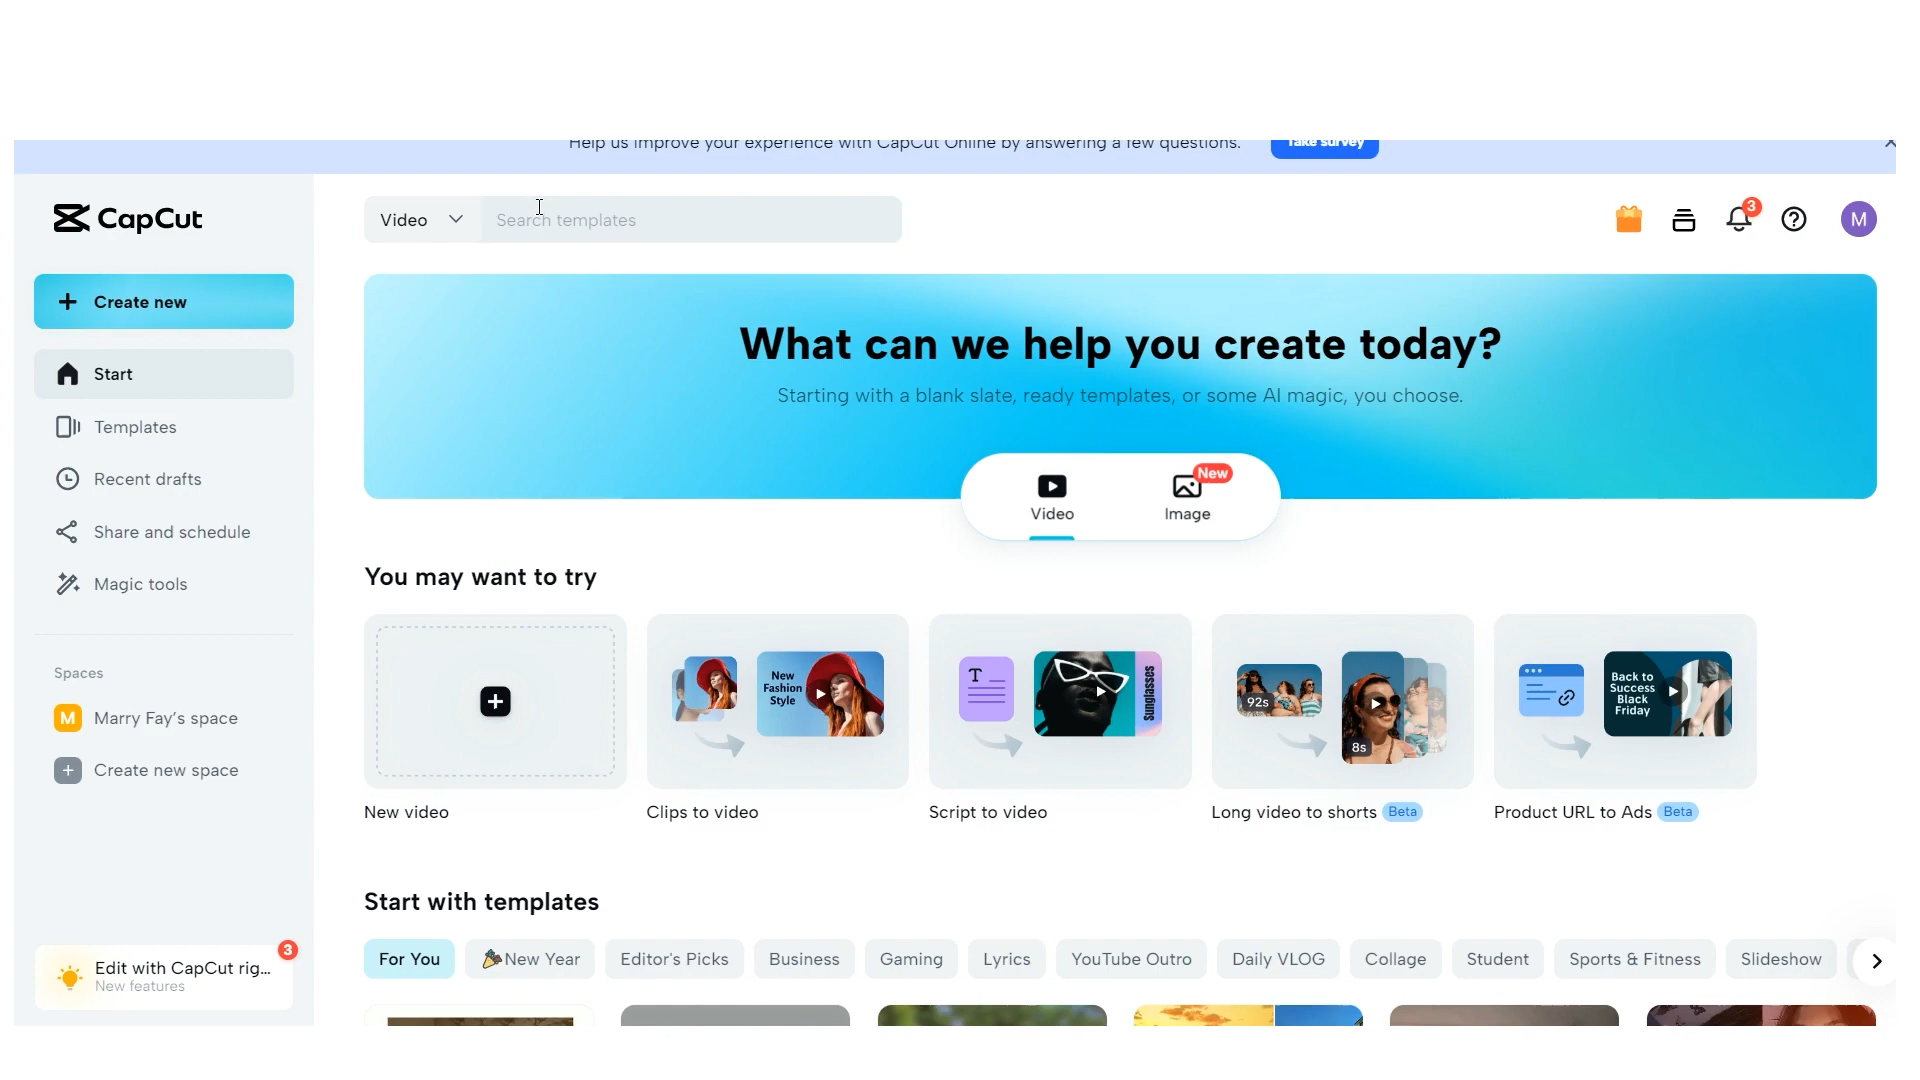 Help us improve your experience with CapCut Online by answering a few questions.
Take survey
CapCut
Video
Search templates
3
M
Create new
What can we help you create today?
Starting with a blank slate, ready templates, or some AI magic, you choose.
Start
Templates
Recent drafts
Share and schedule
Magic tools
New
Video
Image
You may want to try
New
Fashion
Style
T
Sunglasses
92s
8s
Back to
Success
Black
Friday
New video
Clips to video
Script to video
Long video to shorts Beta
Product URL to Ads Beta
Spaces
M Marry Fay's space
Create new space
Start with templates
For You
New Year
Editor's Picks
Business
Gaming
Lyrics
YouTube Outro
Daily VLOG
Collage
Student
Sports & Fitness
Slideshow
3
Edit with CapCut rig...
New features